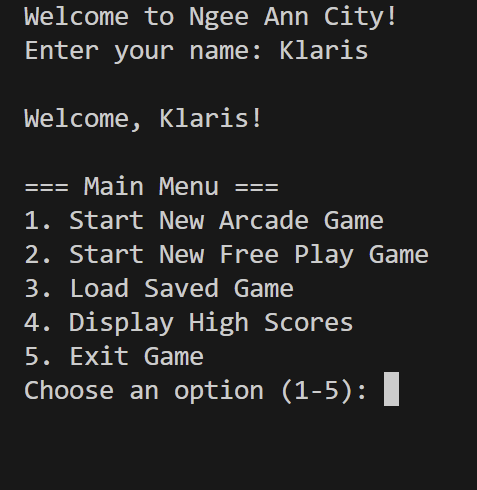 Welcome to Ngee Ann City!
Enter your name: Klaris
Welcome, Klaris!
=== Main Menu ===
1. Start New Arcade Game
2. Start New Free Play Game
3. Load Saved Game
4. Display High Scores
5. Exit Game
Choose an option (1-5):